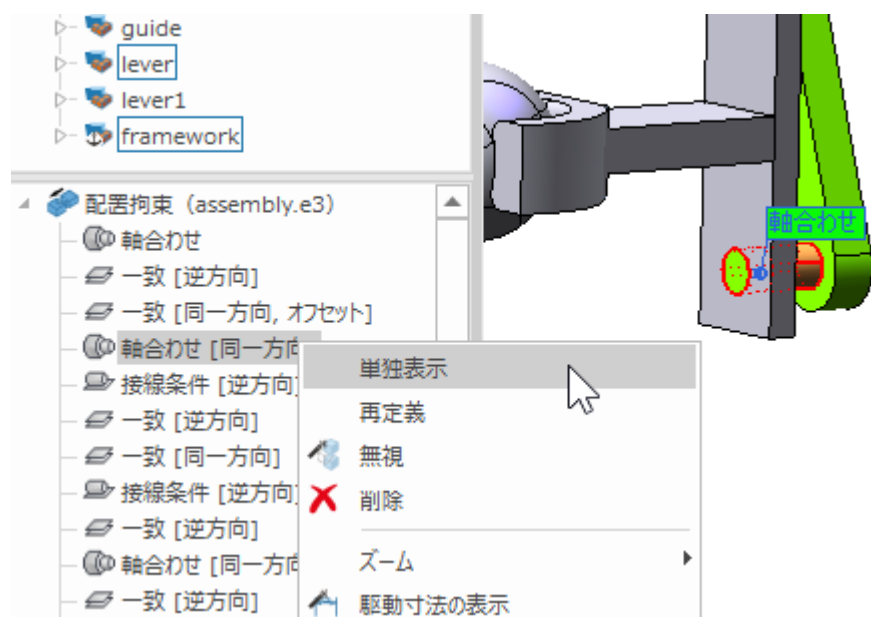 guide
lever
lever1
framework
配置拘束（assembly.e3）
軸合わせ
一致 [逆方向]
一致 [同一方向, オフセット]
軸合わせ [同一方向
接線条件 [逆方向]
一致 [逆方向]
一致 [同一方向]
接線条件 [逆方向]
一致 [逆方向]
軸合わせ [同一方向
一致 [逆方向]
単独表示
再定義
無視
削除
ズーム
駆動寸法の表示
軸合わせ